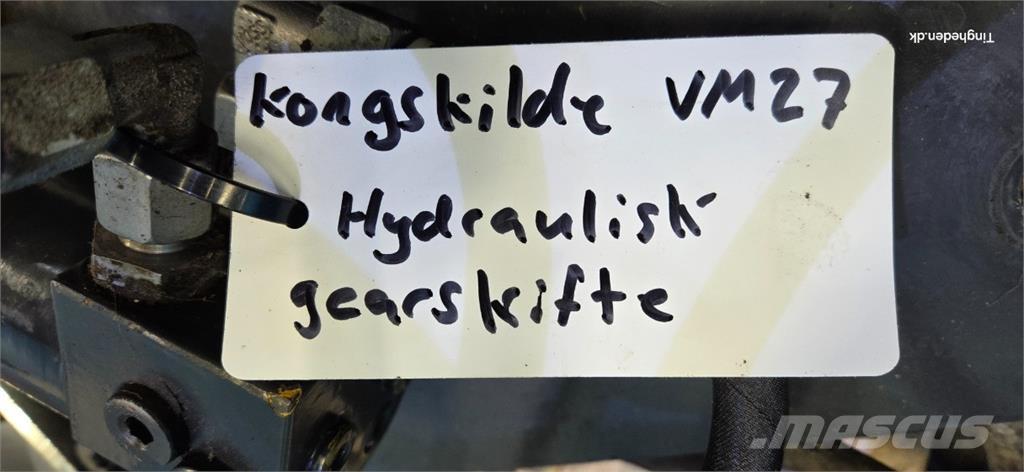 Kongskilde VM27
Hydraulisk
gearskifte
Tingheden.dk
.MASCUS